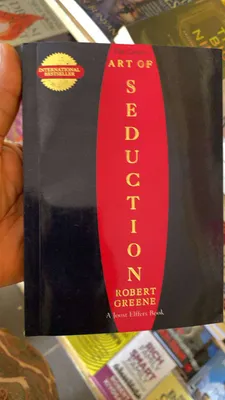 INTERNATIONAL
BESTSELLER
ART OF
SEDUCTION
ROBERT
GREENE
A Joost Elffers Book